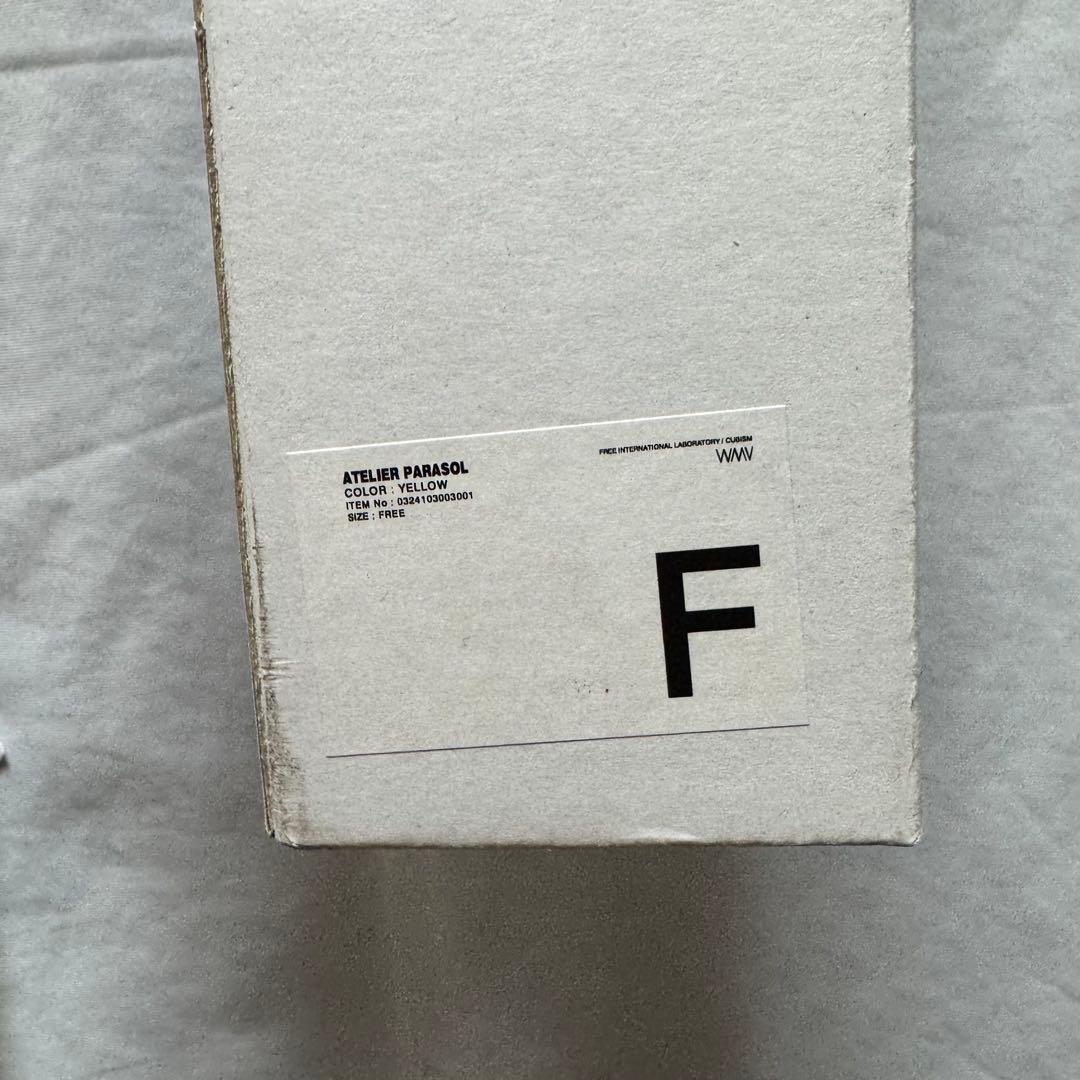 ATELIER PARASOL
COLOR : YELLOW
ITEM No : 0324103003001
SIZE : FREE
FREE INTERNATIONAL LABORATORY / CUBISM
WMV
F